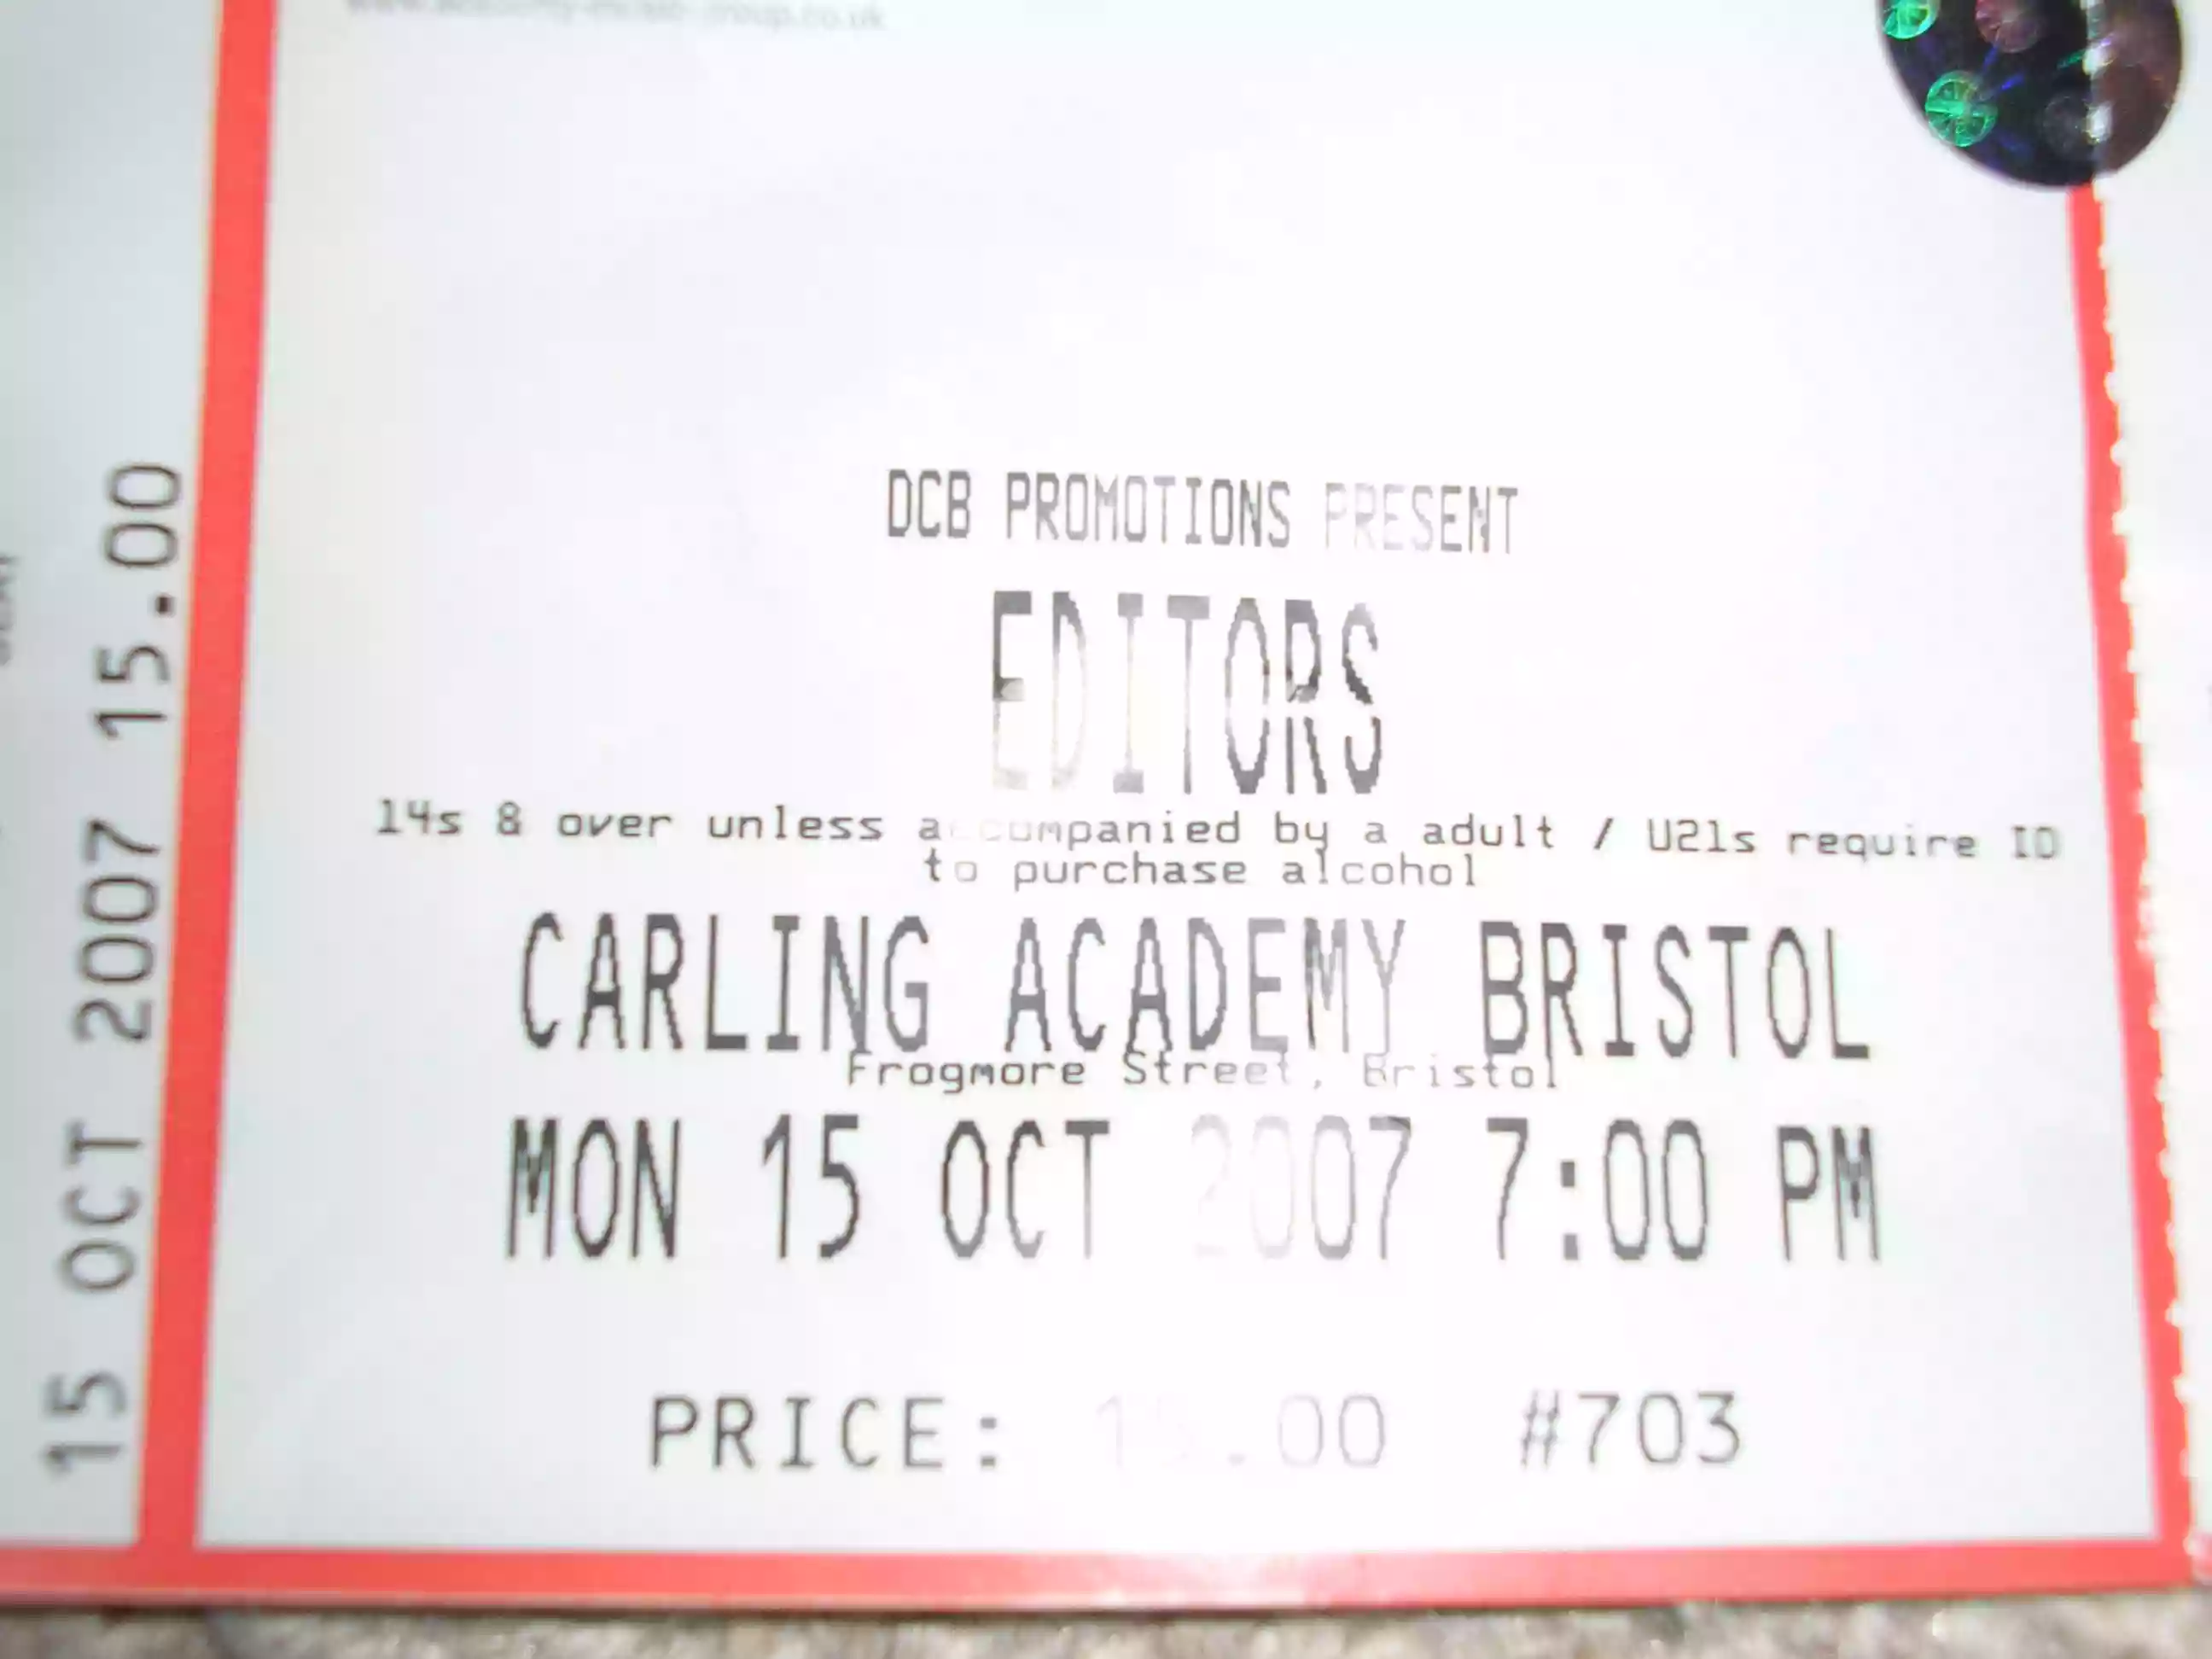 DCB PROMOTIONS PRESENT
EDITORS
14s & over unless accompanied by a adult / U21s require ID
to purchase alcohol
CARLING ACADEMY BRISTOL
Frogmore Street, Bristol
MON 15 OCT 2007 7:00 PM
PRICE: 15.00 #703
15 OCT 2007 15.00